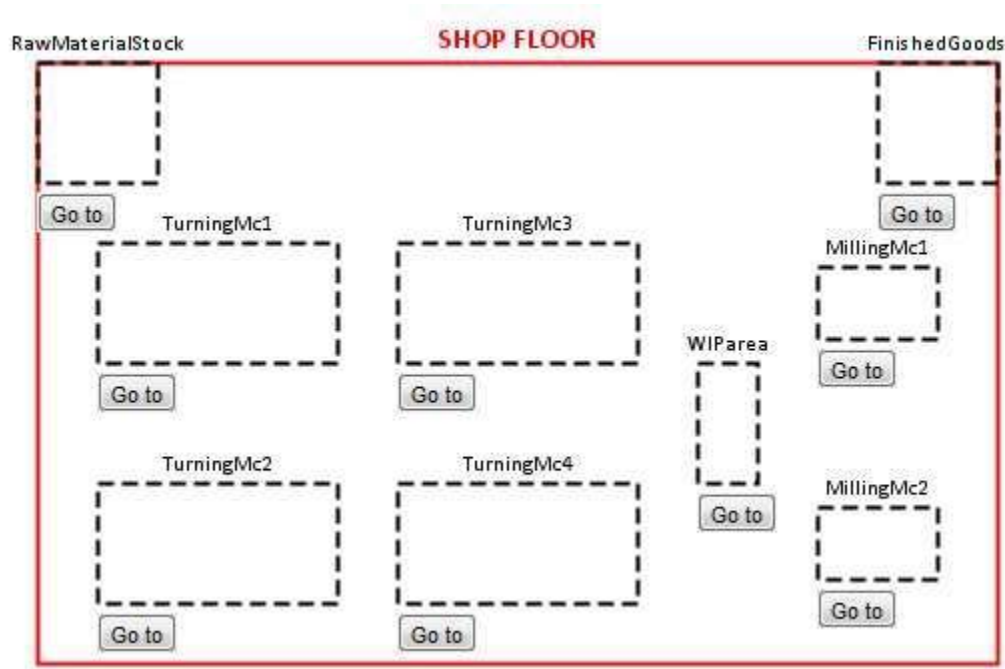 SHOP FLOOR
RawMaterialStock
FinishedGoods
Go to
Go to
TurningMc1
TurningMc3
MillingMc1
Go to
Go to
WIParea
Go to
TurningMc2
TurningMc4
MillingMc2
Go to
Go to
Go to
Go to